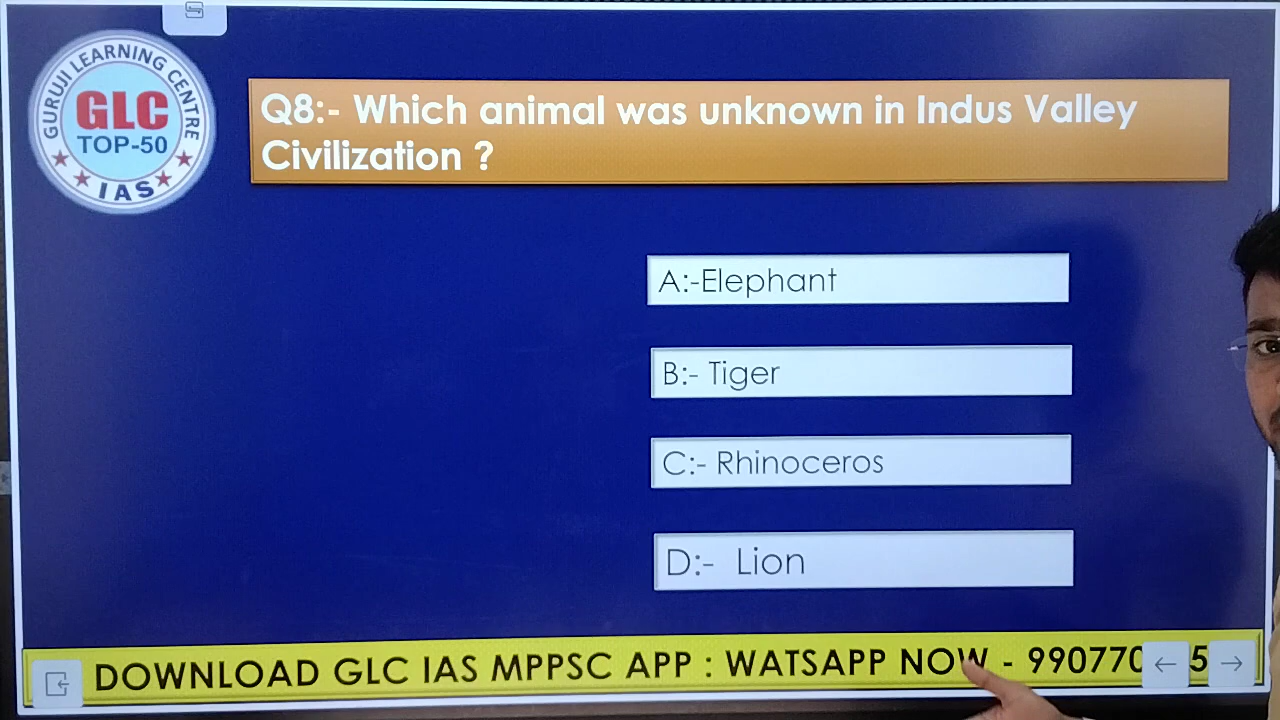 GURUJI LEARNING CENTRE
GLC
TOP-50
IAS
Q8:- Which animal was unknown in Indus Valley
Civilization ?
A:-Elephant
B:- Tiger
C:- Rhinoceros
D:-  Lion
DOWNLOAD GLC IAS MPPSC APP : WATSAPP NOW - 990770 5